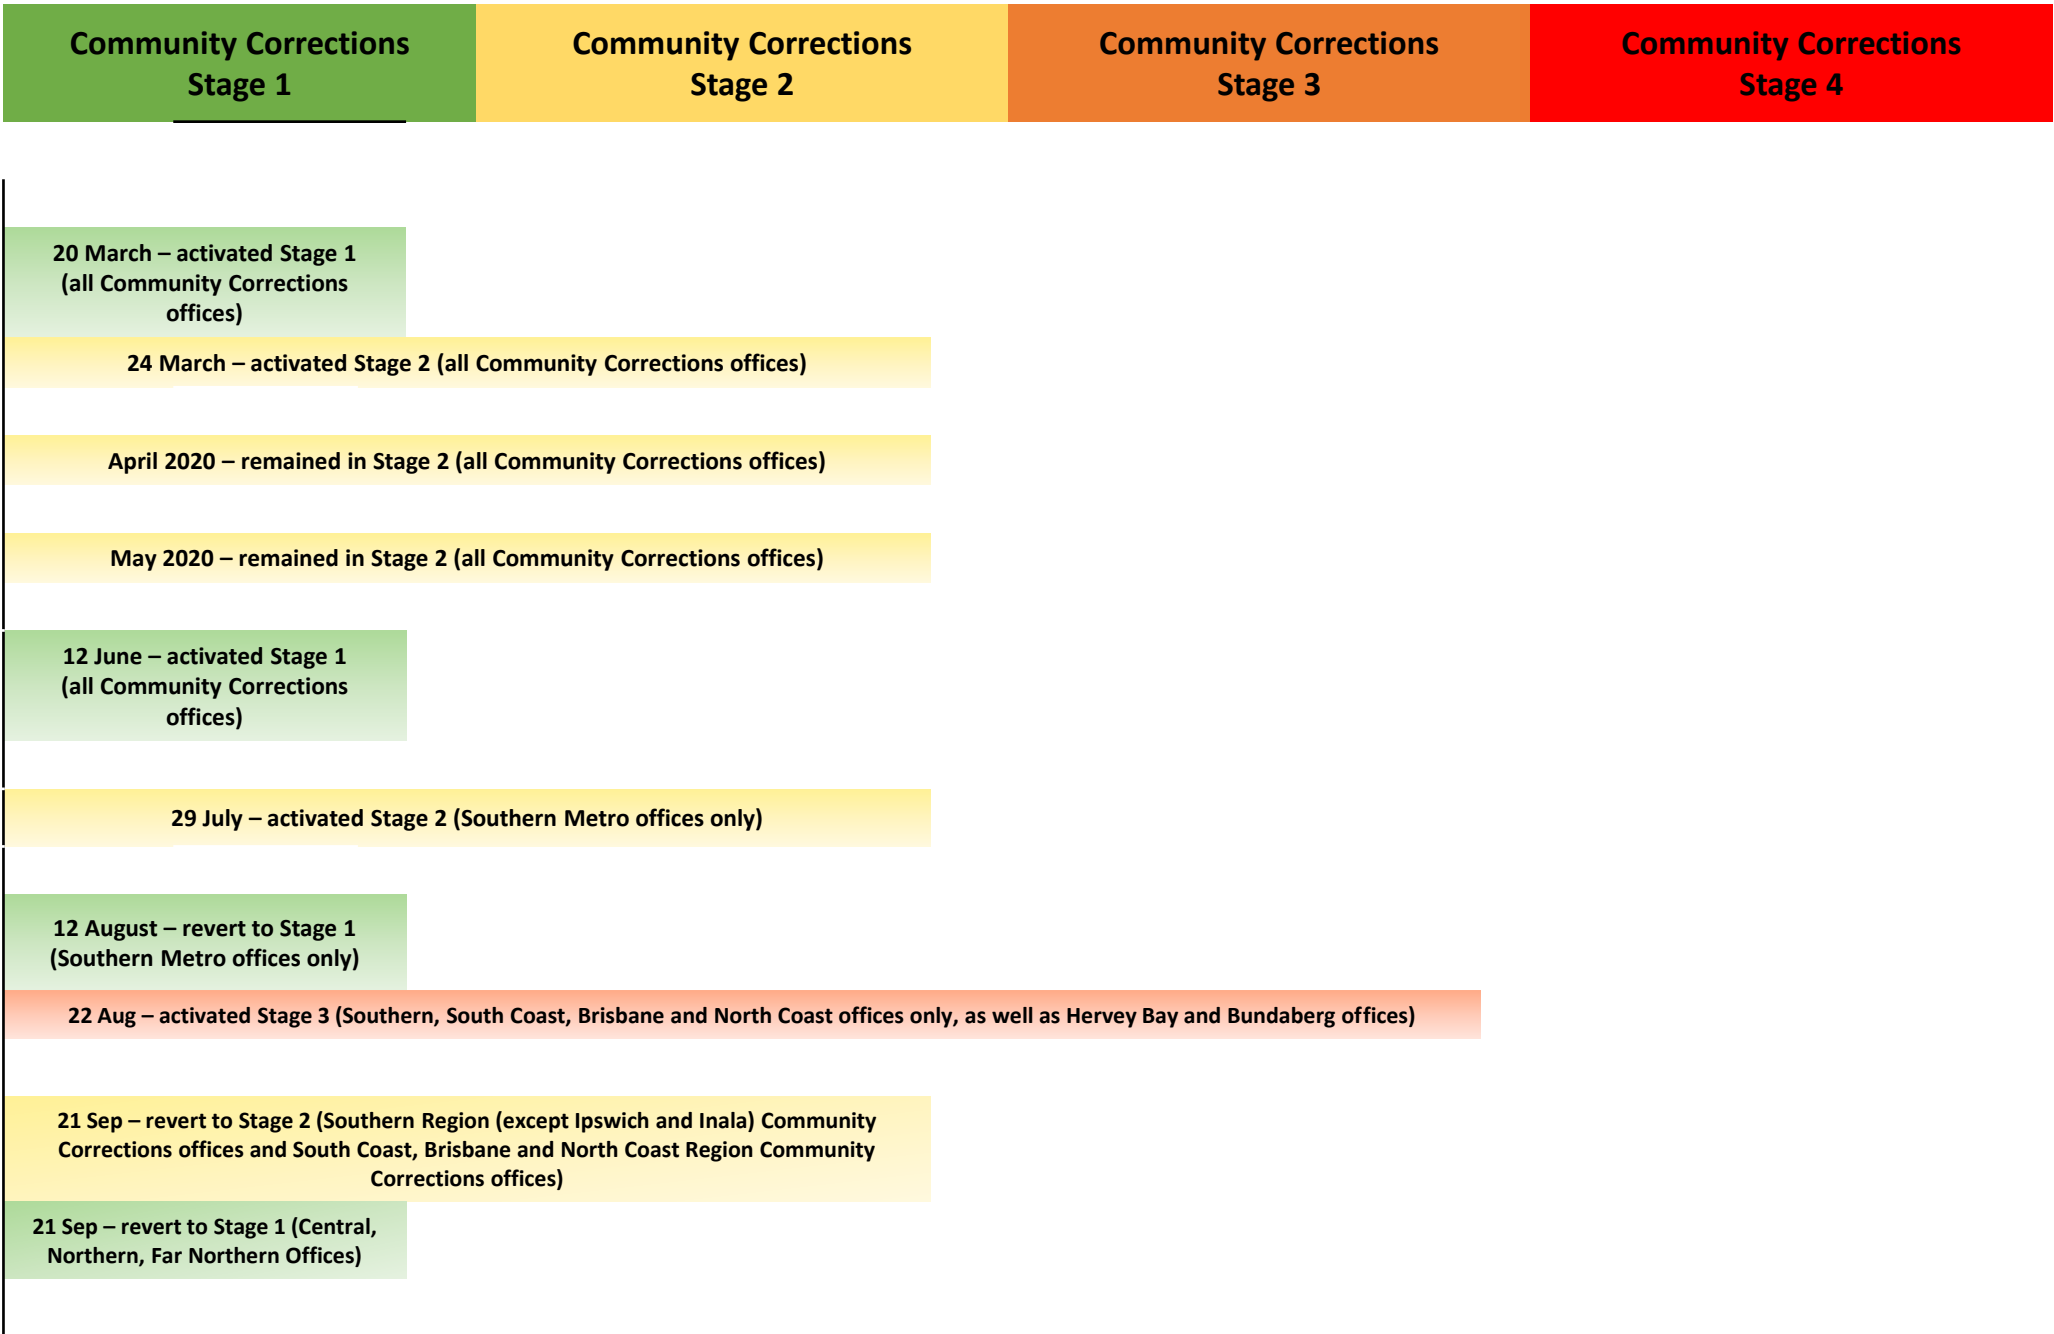 Community Corrections
Stage 1
Community Corrections
Stage 2
Community Corrections
Stage 3
Community Corrections
Stage 4
20 March – activated Stage 1
(all Community Corrections
offices)
24 March – activated Stage 2 (all Community Corrections offices)
April 2020 – remained in Stage 2 (all Community Corrections offices)
May 2020 – remained in Stage 2 (all Community Corrections offices)
12 June – activated Stage 1
(all Community Corrections
offices)
29 July – activated Stage 2 (Southern Metro offices only)
12 August – revert to Stage 1
(Southern Metro offices only)
22 Aug – activated Stage 3 (Southern, South Coast, Brisbane and North Coast offices only, as well as Hervey Bay and Bundaberg offices)
21 Sep – revert to Stage 2 (Southern Region (except Ipswich and Inala) Community
Corrections offices and South Coast, Brisbane and North Coast Region Community
Corrections offices)
21 Sep – revert to Stage 1 (Central,
Northern, Far Northern Offices)